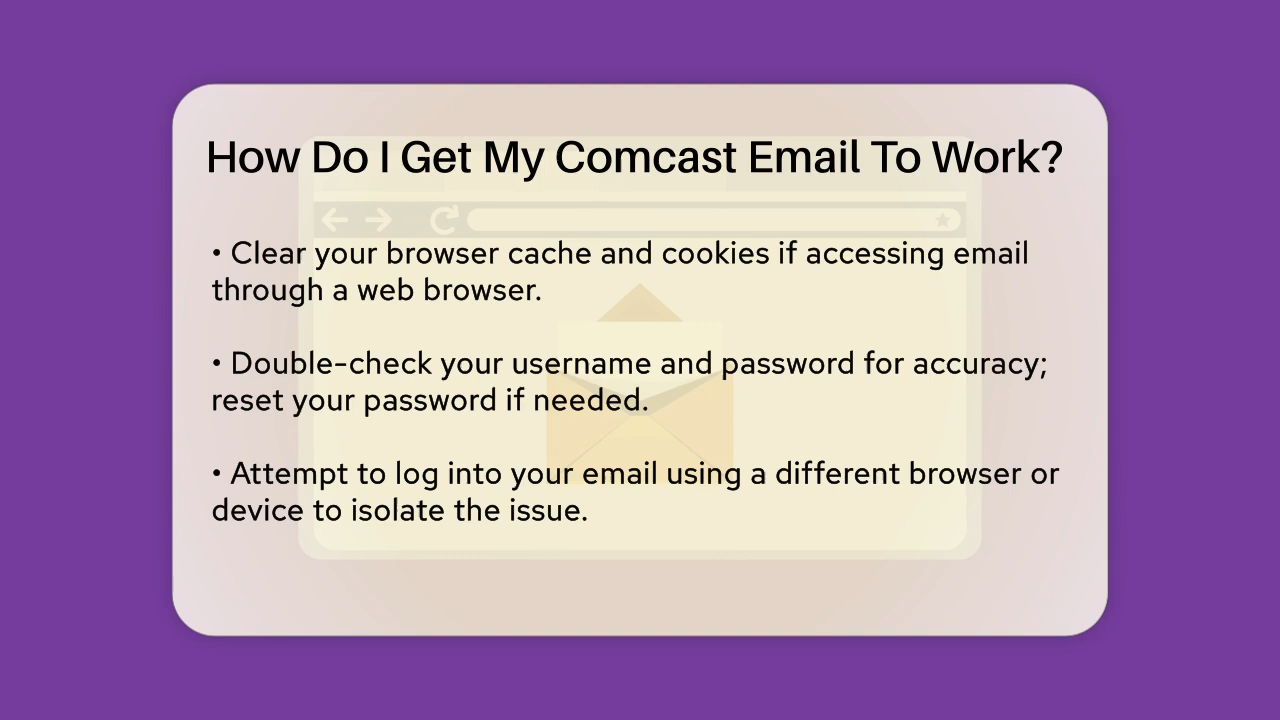 How Do I Get My Comcast Email To Work?
• Clear your browser cache and cookies if accessing email
through a web browser.
• Double-check your username and password for accuracy;
reset your password if needed.
• Attempt to log into your email using a different browser or
device to isolate the issue.